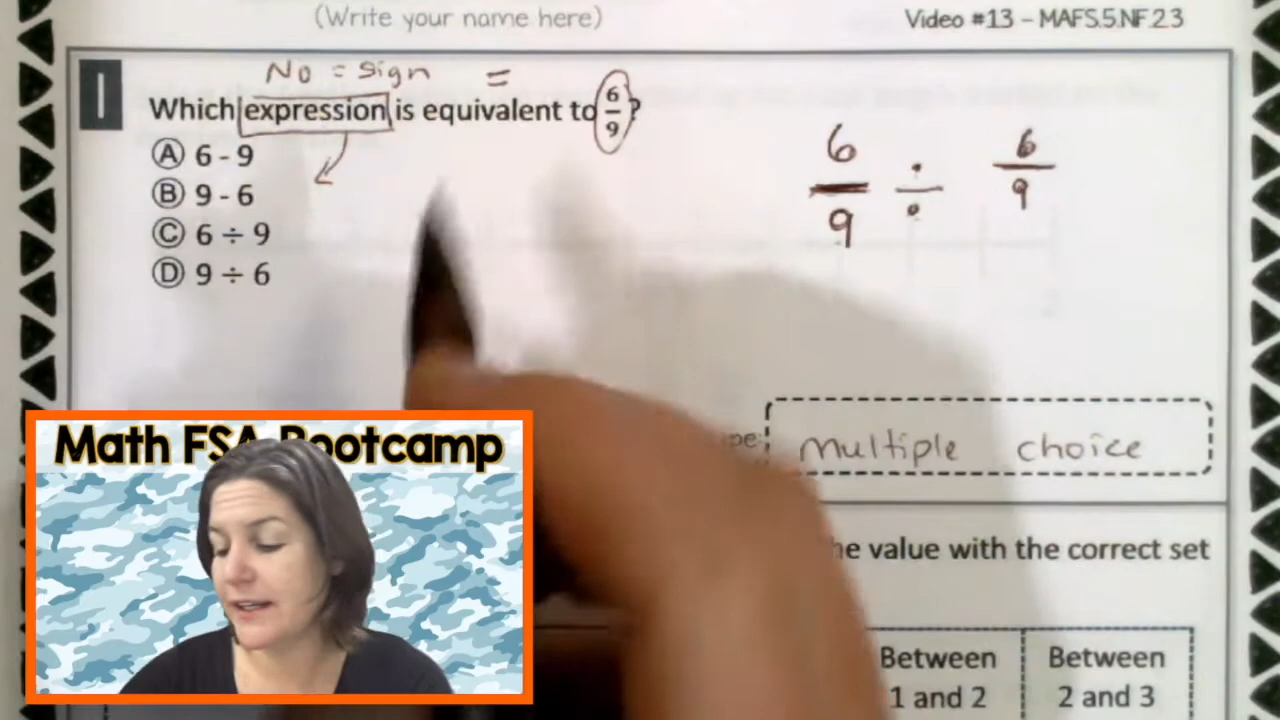 (Write your name here)
Video #13 - MAFS.5.NF.2.3
No = sign =
1
Which expression is equivalent to 6/9?
A 6 - 9
B 9 - 6
C 6 ÷ 9
D 9 ÷ 6
6/9 ÷ 6/9
multiple choice
Math FSA Bootcamp
he value with the correct set
Between
1 and 2
Between
2 and 3